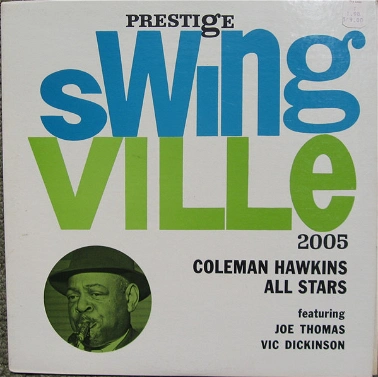 PRESTIGE
SWING
VILLE
2005
COLEMAN HAWKINS
ALL STARS
featuring
JOE THOMAS
VIC DICKINSON